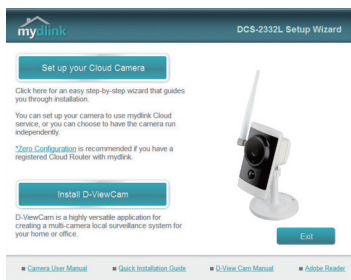 mydlink
DCS-2332L Setup Wizard
Set up your Cloud Camera
Click here for an easy step-by-step wizard that guides
you through installation.
You can set up your camera to use mydlink Cloud
service, or you can choose to have the camera run
independently.
*Zero Configuration is recommended if you have a
registered Cloud Router with mydlink.
Install D-ViewCam
D-ViewCam is a highly versatile application for
creating a multi-camera local surveillance system for
your home or office.
Exit
Camera User Manual
Quick Installation Guide
D-View Cam Manual
Adobe Reader